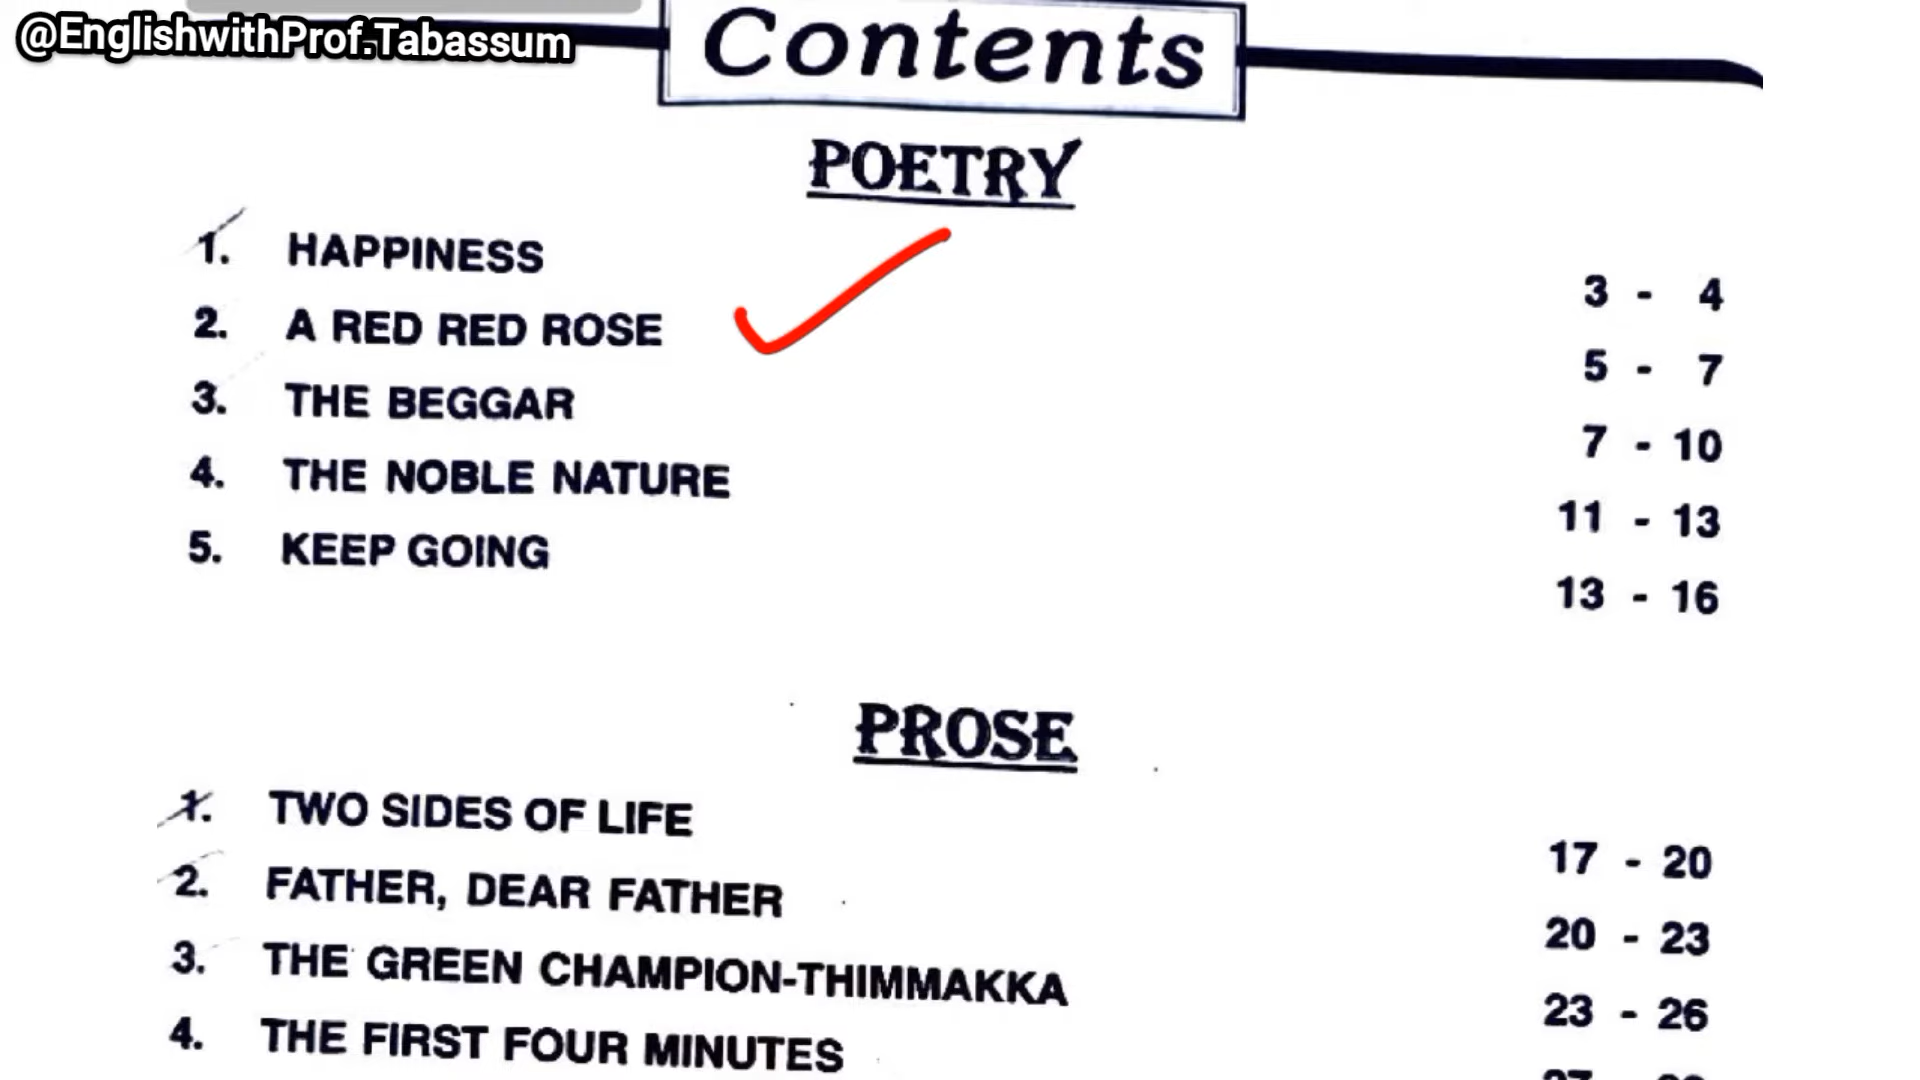 @EnglishwithProf.Tabassum
Contents
POETRY
1. HAPPINESS 3 - 4
2. A RED RED ROSE 5 - 7
3. THE BEGGAR 7 - 10
4. THE NOBLE NATURE 11 - 13
5. KEEP GOING 13 - 16
PROSE
1. TWO SIDES OF LIFE 17 - 20
2. FATHER, DEAR FATHER 20 - 23
3. THE GREEN CHAMPION-THIMMAKKA 23 - 26
4. THE FIRST FOUR MINUTES